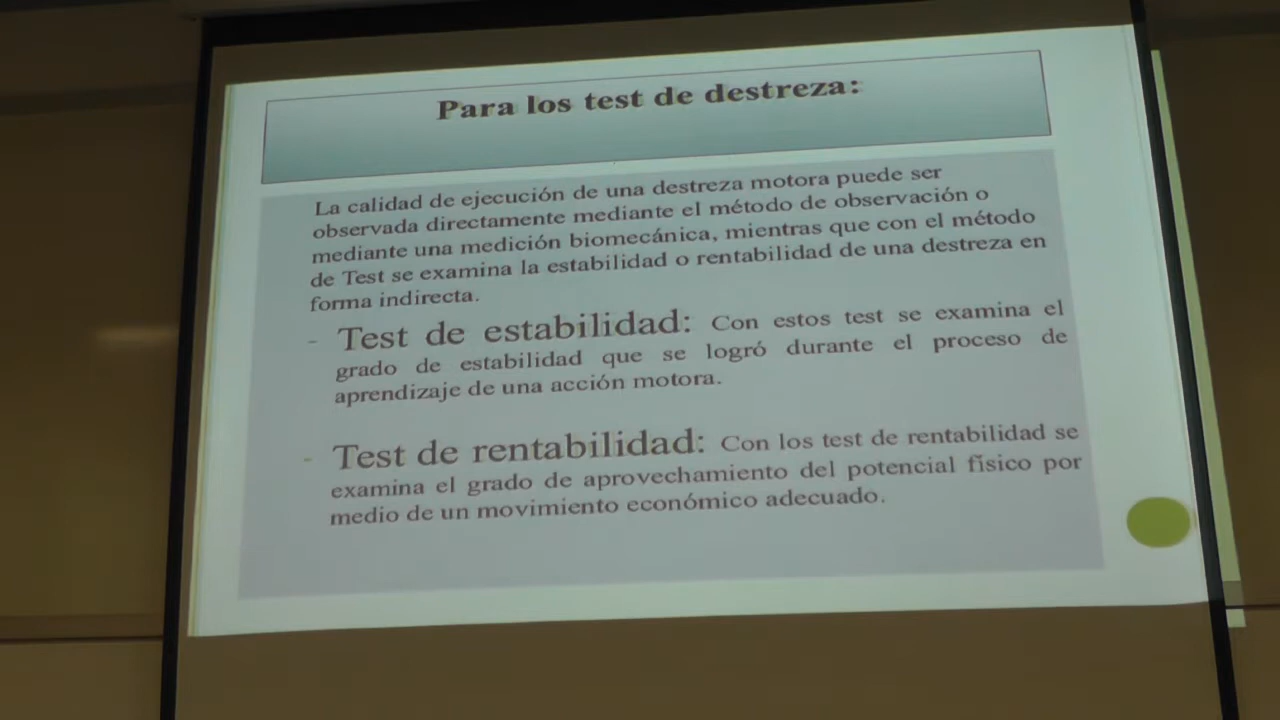 Para los test de destreza:
La calidad de ejecución de una destreza motora puede ser
observada directamente mediante el método de observación o
mediante una medición biomecánica, mientras que con el método
de Test se examina la estabilidad o rentabilidad de una destreza en
forma indirecta.
- Test de estabilidad: Con estos test se examina el
grado de estabilidad que se logró durante el proceso de
aprendizaje de una acción motora.
- Test de rentabilidad: Con los test de rentabilidad se
examina el grado de aprovechamiento del potencial físico por
medio de un movimiento económico adecuado.